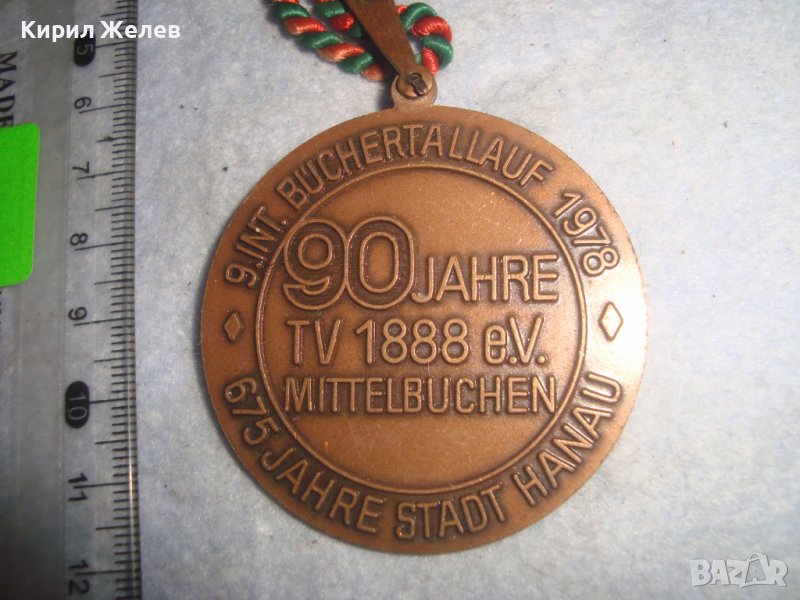 Кирил Желев
9.INT. BÜCHERTALLAUF 1978
90 JAHRE
TV 1888 e.V.
MITTELBUCHEN
675 JAHRE STADT HANAU
5
6
7
8
9
10
11
12
BAZAR